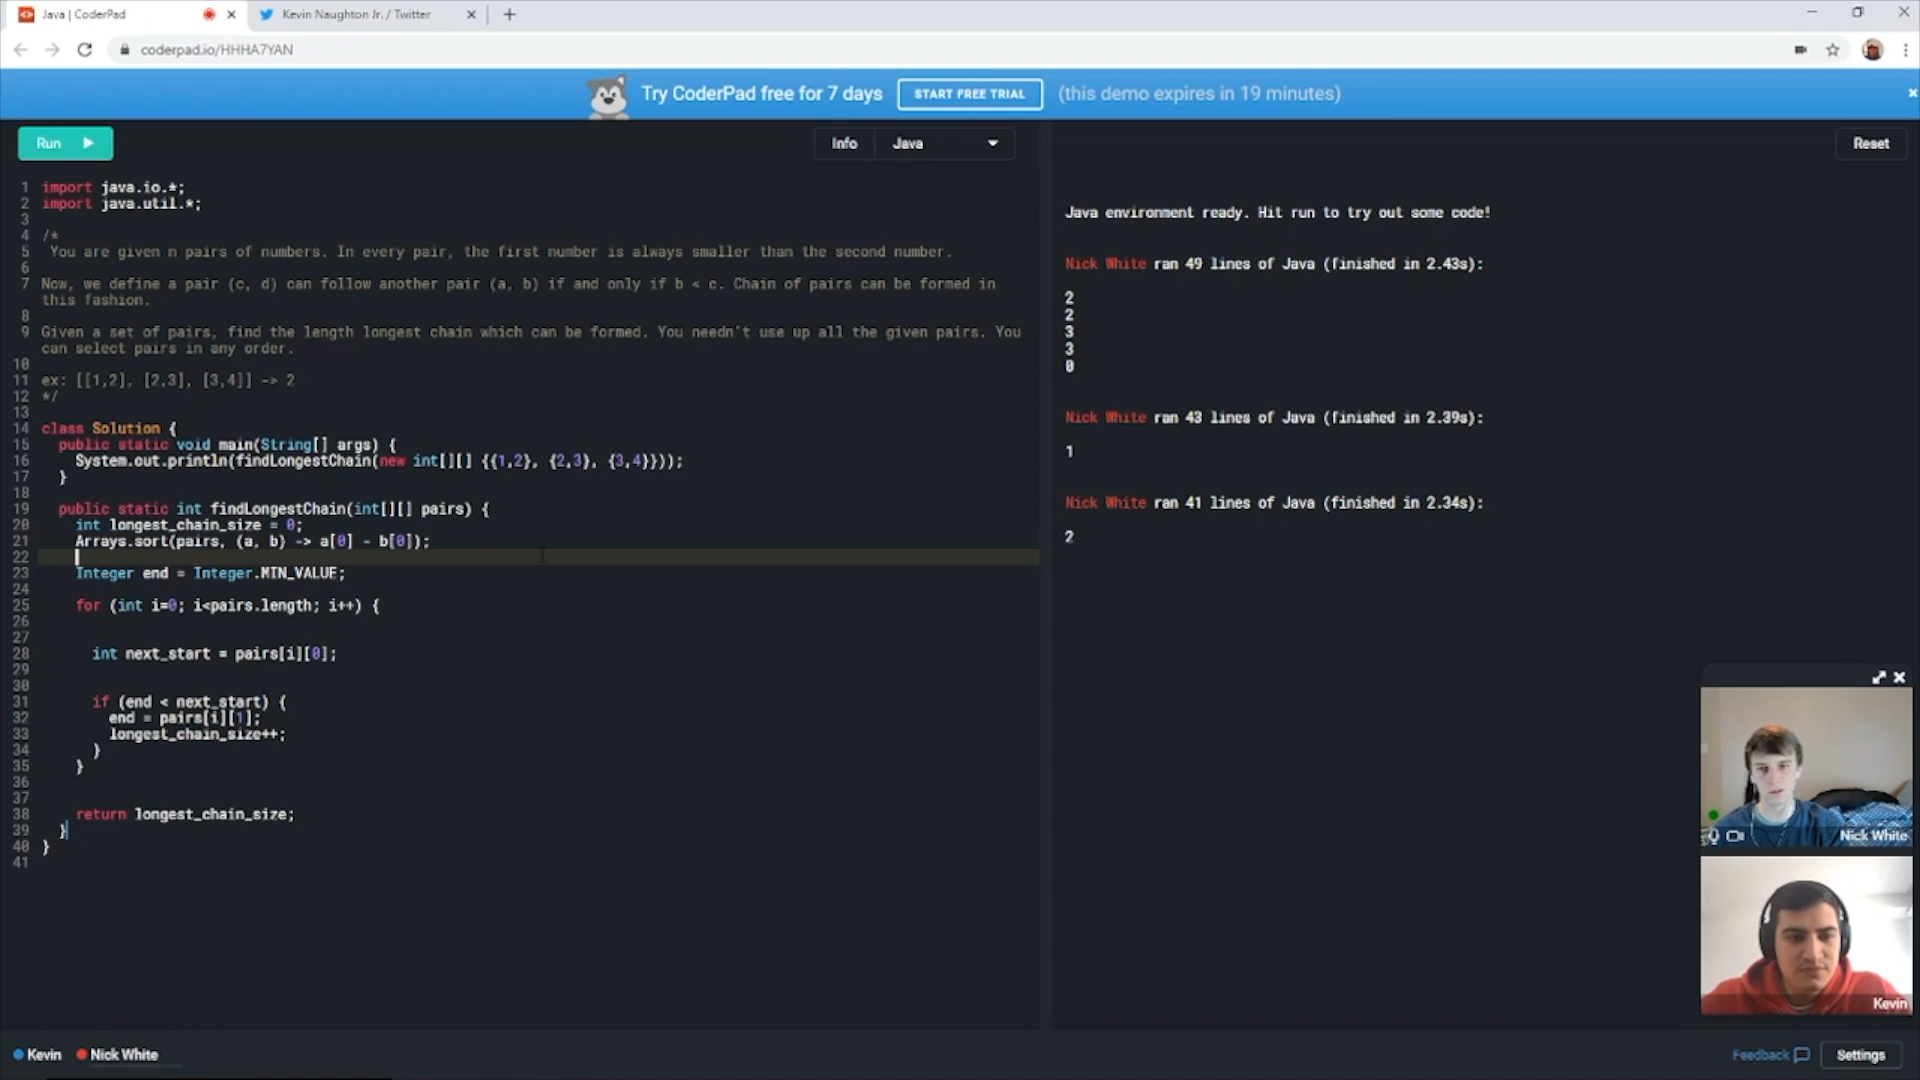 Java | CoderPad
Kevin Naughton Jr. / Twitter
coderpad.io/HHHA7YAN
Try CoderPad free for 7 days
START FREE TRIAL
(this demo expires in 19 minutes)
Run
Info
Java
Reset
1 import java.io.*;
2 import java.util.*;
3
4 /*
5 You are given n pairs of numbers. In every pair, the first number is always smaller than the second number.
6
7 Now, we define a pair (c, d) can follow another pair (a, b) if and only if b < c. Chain of pairs can be formed in
this fashion.
8
9 Given a set of pairs, find the length longest chain which can be formed. You needn't use up all the given pairs. You
can select pairs in any order.
10
11 ex: [[1,2], [2,3], [3,4]] -> 2
12 */
13
14 class Solution {
15 public static void main(String[] args) {
16 System.out.println(findLongestChain(new int[][] {{1,2}, {2,3}, {3,4}}));
17 }
18
19 public static int findLongestChain(int[][] pairs) {
20 int longest_chain_size = 0;
21 Arrays.sort(pairs, (a, b) -> a[0] - b[0]);
22
23 Integer end = Integer.MIN_VALUE;
24
25 for (int i=0; i<pairs.length; i++) {
26
27
28 int next_start = pairs[i][0];
29
30
31 if (end < next_start) {
32 end = pairs[i][1];
33 longest_chain_size++;
34 }
35 }
36
37
38 return longest_chain_size;
39 }
40 }
41
Java environment ready. Hit run to try out some code!
Nick White ran 49 lines of Java (finished in 2.43s):
2
2
3
3
0
Nick White ran 43 lines of Java (finished in 2.39s):
1
Nick White ran 41 lines of Java (finished in 2.34s):
2
Nick White
Kevin
Kevin
Nick White
Feedback
Settings